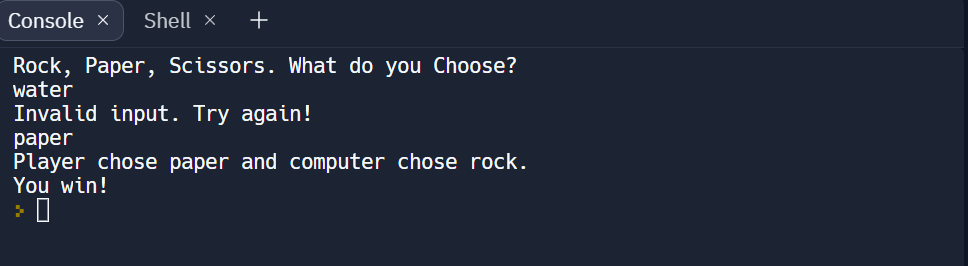 Console × Shell × +
Rock, Paper, Scissors. What do you Choose?
water
Invalid input. Try again!
paper
Player chose paper and computer chose rock.
You win!
>